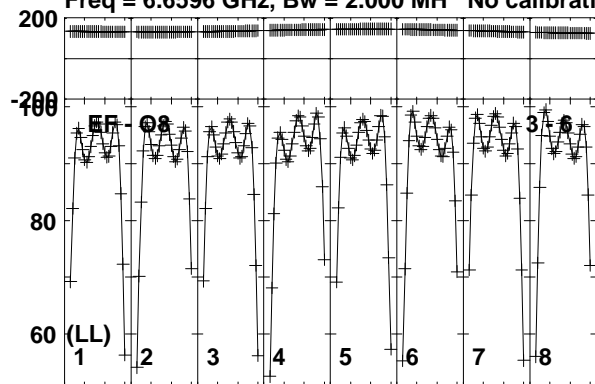 Freq = 6.6596 GHz, Bw = 2.000 MH No calibrati
200
-200
100
EF - O8
3 - 6
80
60
(LL)
1 2 3 4 5 6 7 8